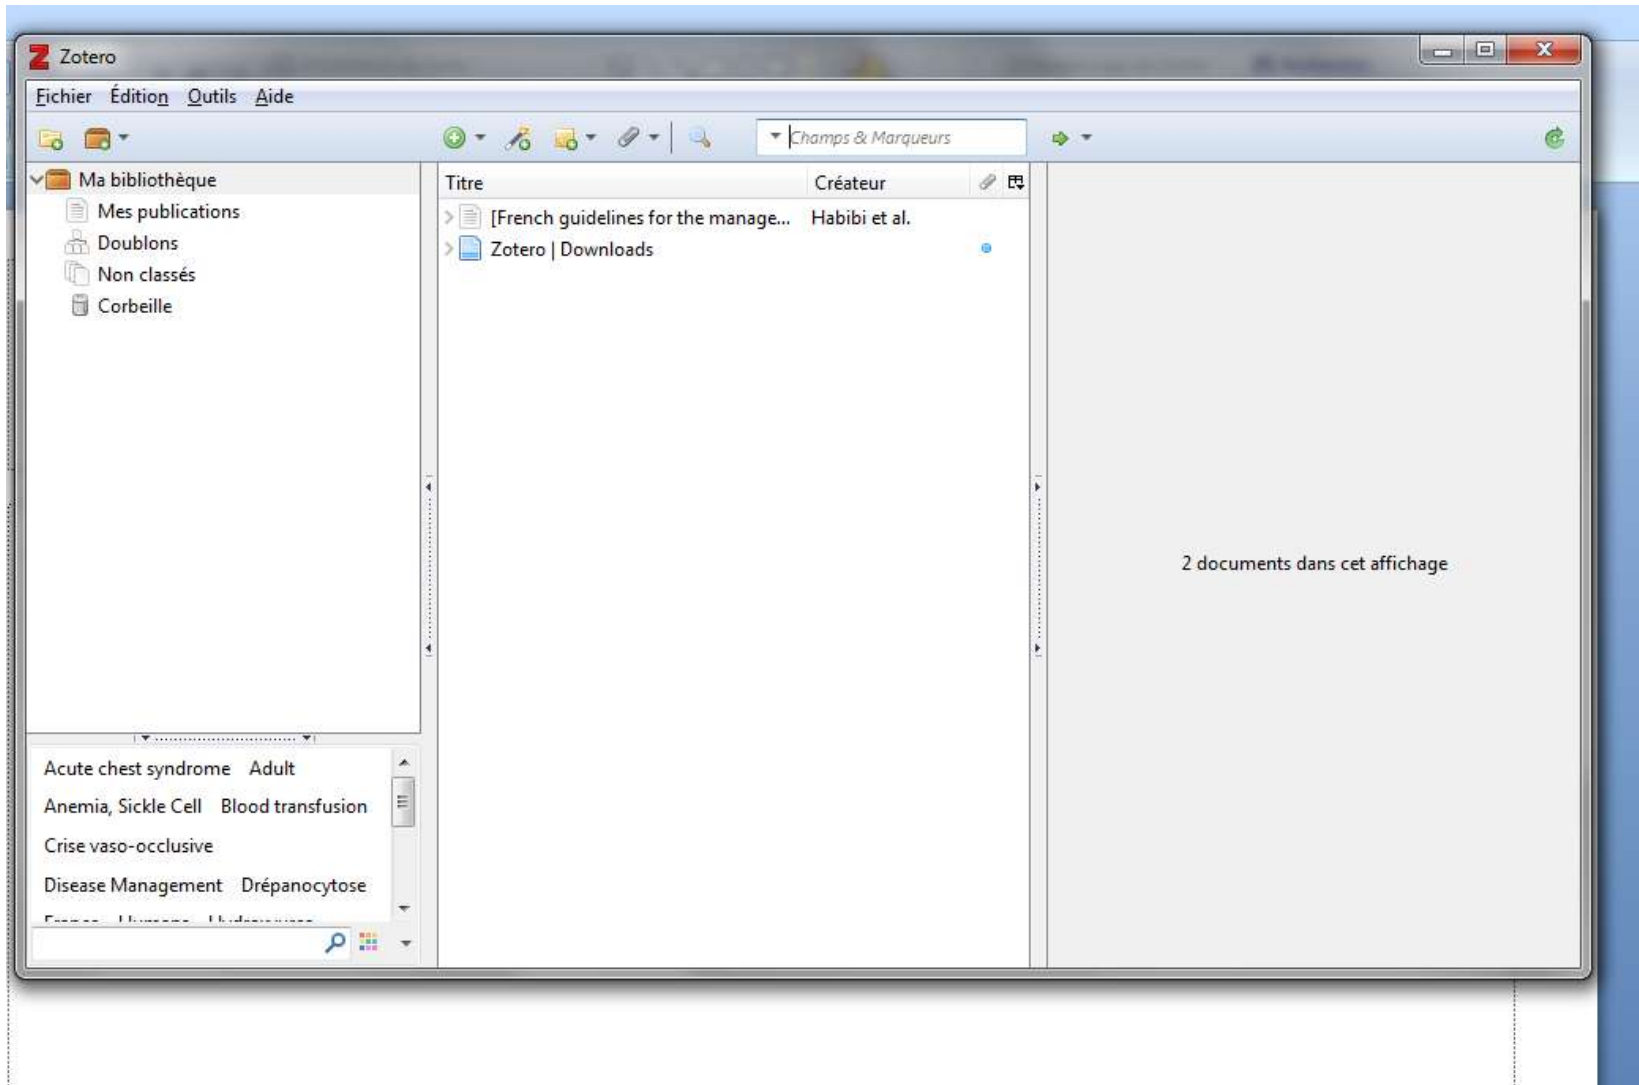 Zotero
Fichier Édition Outils Aide
Champs & Marqueurs
Ma bibliothèque
Mes publications
Doublons
Non classés
Corbeille
Titre Créateur
[French guidelines for the manage... Habibi et al.
Zotero | Downloads
2 documents dans cet affichage
Acute chest syndrome Adult
Anemia, Sickle Cell Blood transfusion
Crise vaso-occlusive
Disease Management Drépanocytose